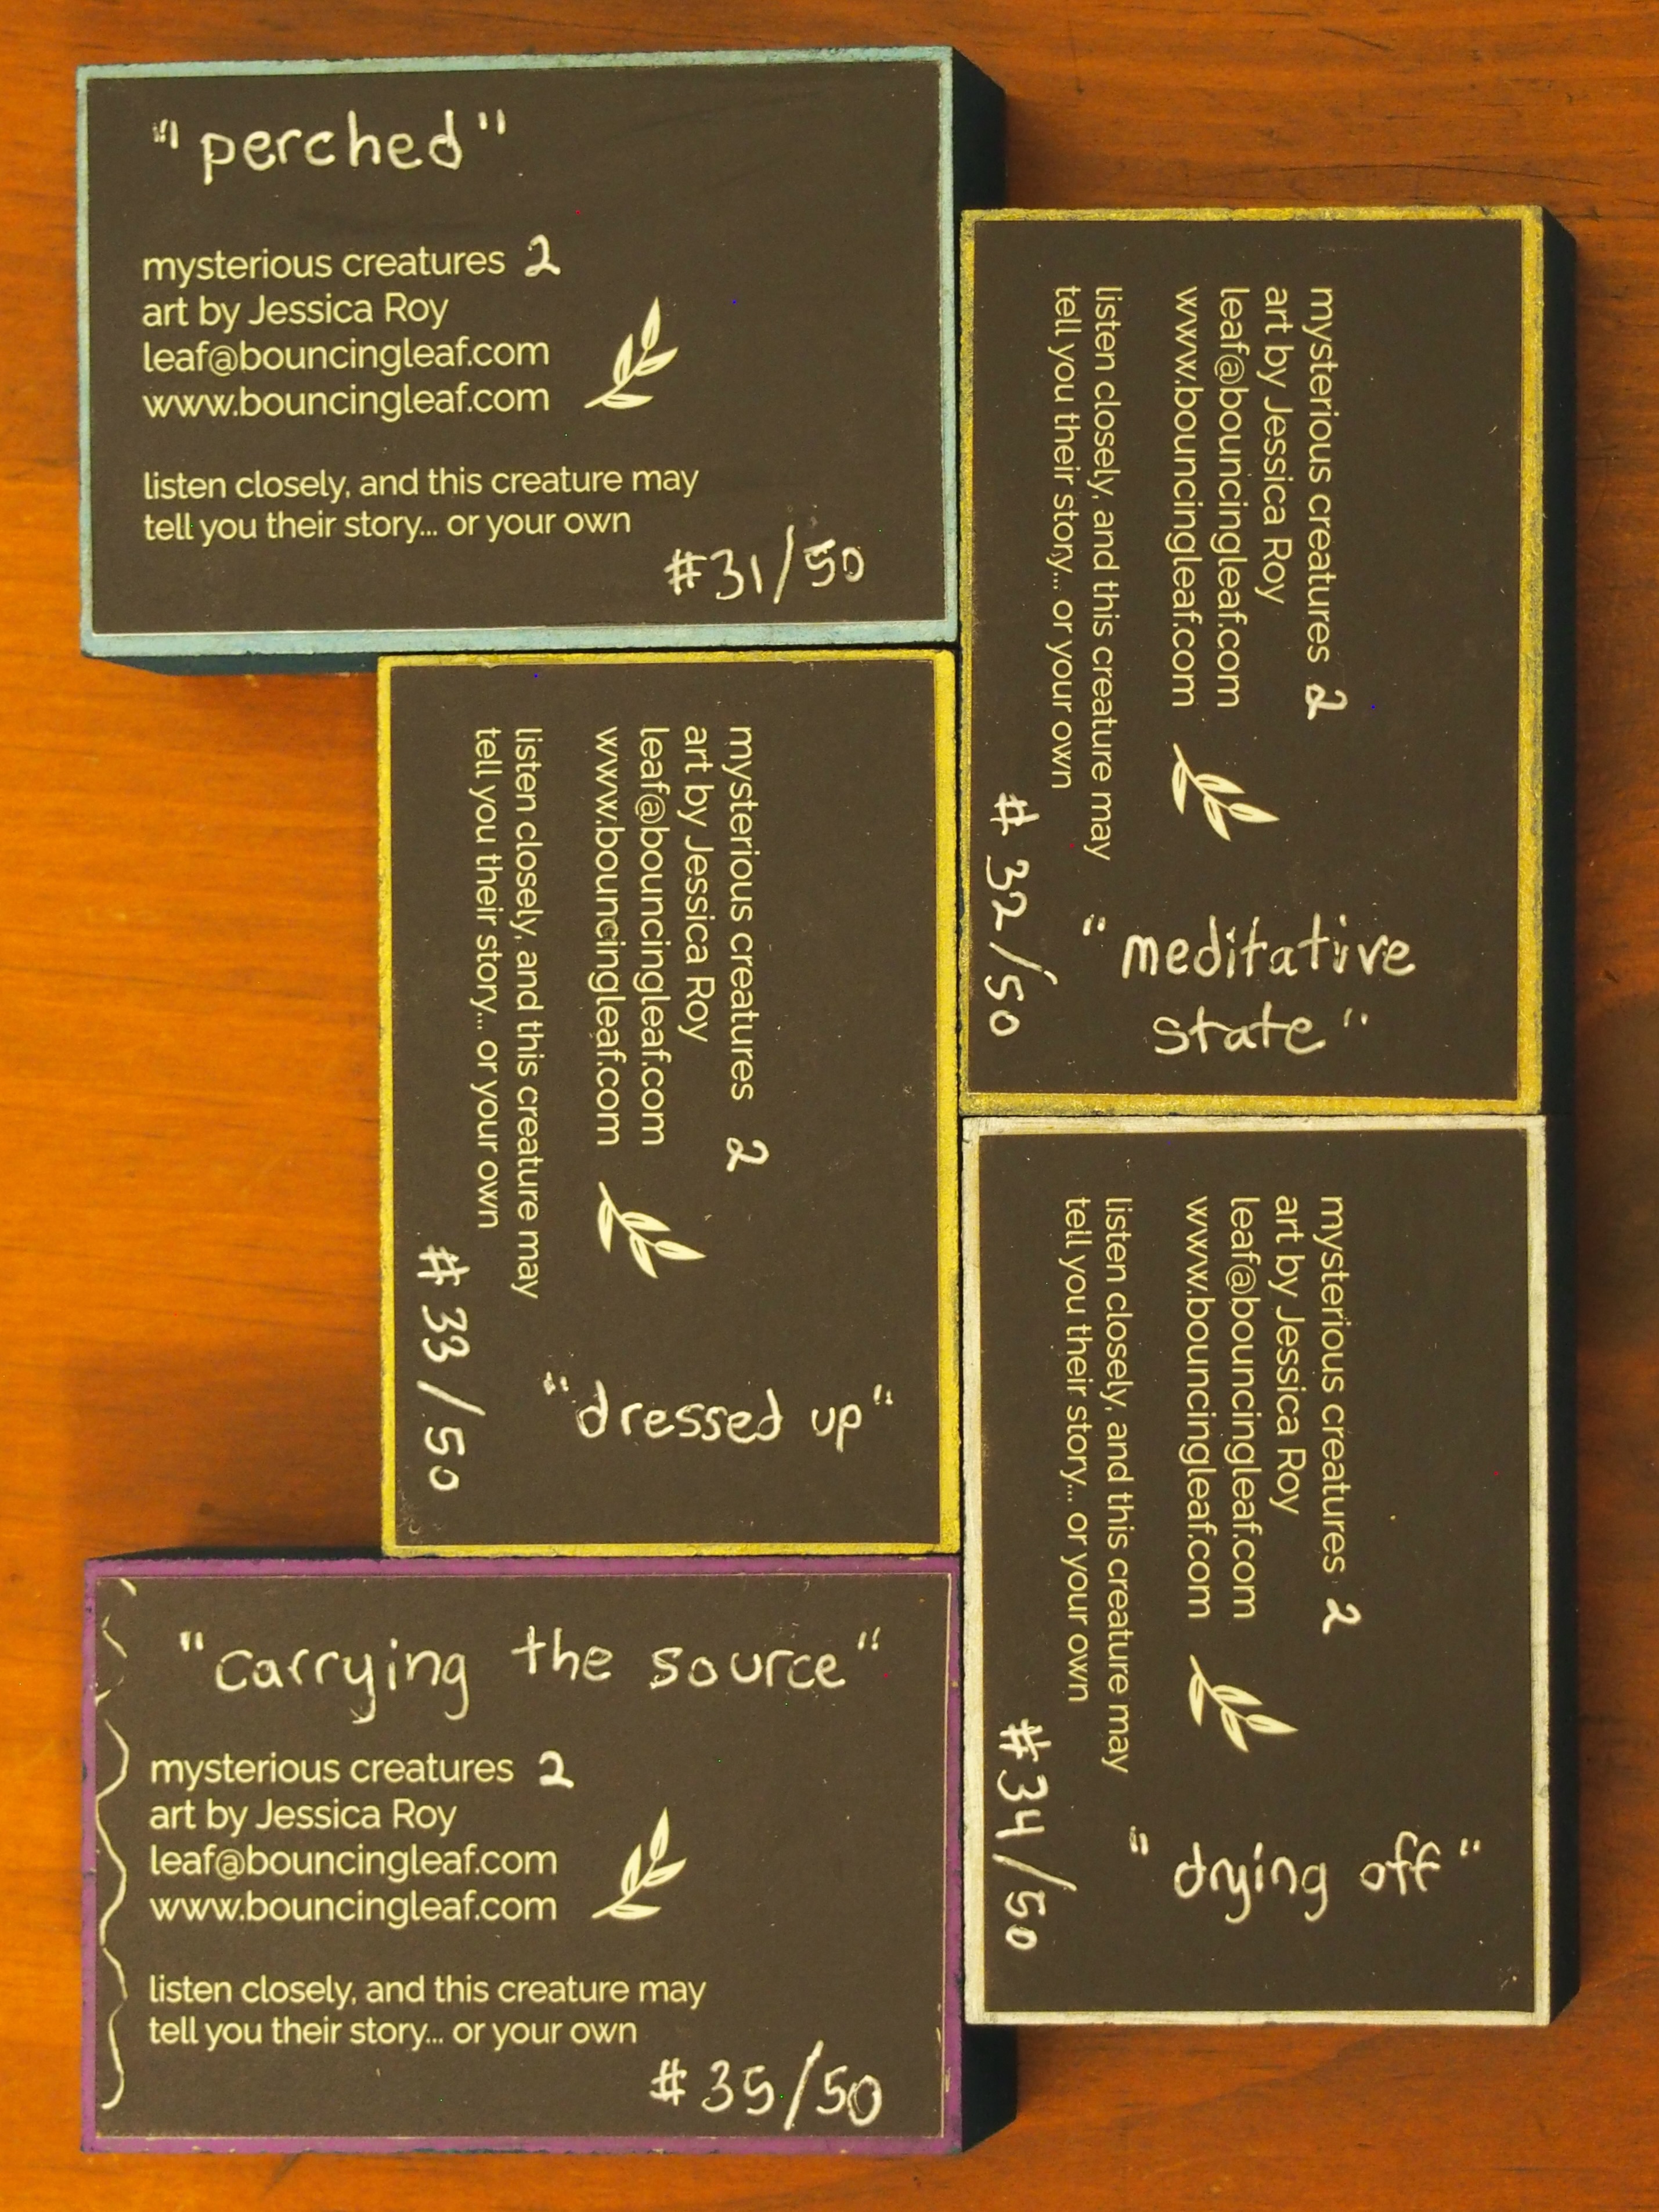 "perched"
mysterious creatures 2
art by Jessica Roy
leaf@bouncingleaf.com
www.bouncingleaf.com
listen closely, and this creature may
tell you their story... or your own
#31/50
mysterious creatures 2
art by Jessica Roy
leaf@bouncingleaf.com
www.bouncingleaf.com
listen closely, and this creature may
tell you their story... or your own
#32/50
"meditative
state"
mysterious creatures 2
art by Jessica Roy
leaf@bouncingleaf.com
www.bouncingleaf.com
listen closely, and this creature may
tell you their story... or your own
#33/50
"dressed up"
mysterious creatures 2
art by Jessica Roy
leaf@bouncingleaf.com
www.bouncingleaf.com
listen closely, and this creature may
tell you their story... or your own
#34/50
"drying off"
"carrying the source"
mysterious creatures 2
art by Jessica Roy
leaf@bouncingleaf.com
www.bouncingleaf.com
listen closely, and this creature may
tell you their story... or your own
#35/50